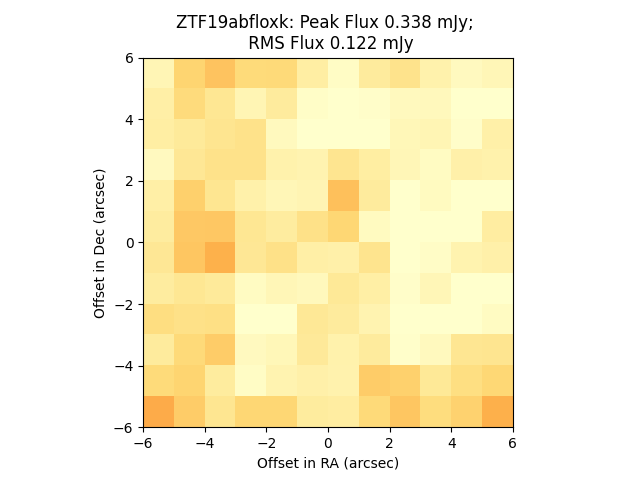 ZTF19abfloxk: Peak Flux 0.338 mJy;
RMS Flux 0.122 mJy
6
4
2
0
−2
−4
−6
Offset in Dec (arcsec)
−6 −4 −2 0 2 4 6
Offset in RA (arcsec)